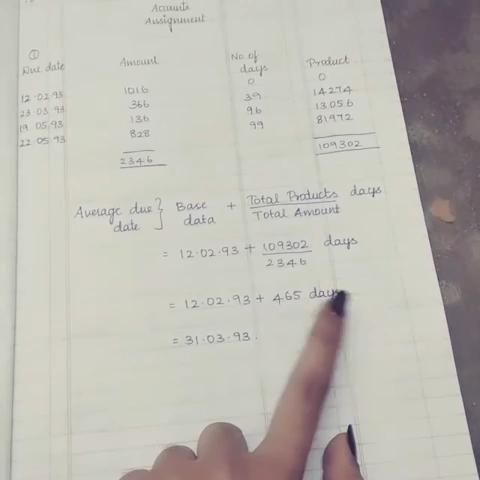 Accounts
Assignment
①
Due date Amount No of days Product
12.02.93 1016 0 0
23.03.93 366 39 14274
19.05.93 136 96 13056
22.05.93 828 99 81972
2346 109302
Average due date } Base data + Total Products / Total Amount days
= 12.02.93 + 109302 / 2346 days
= 12.02.93 + 465 days
= 31.03.93.